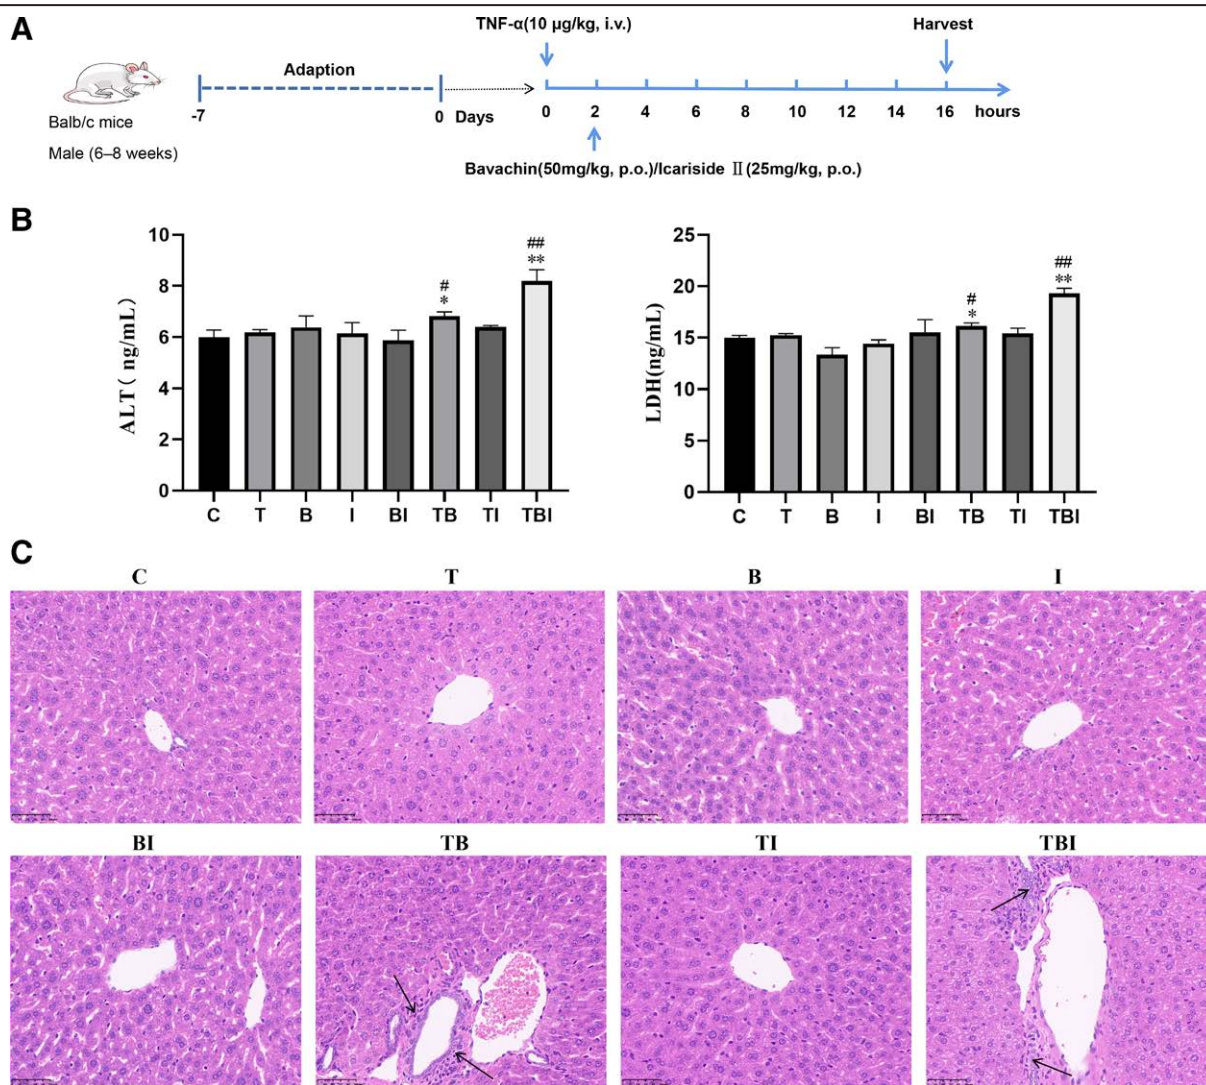 A
TNF-α(10 μg/kg, i.v.)
Harvest
Adaption
-7
0
Days
0
2
4
6
8
10
12
14
16
hours
Balb/c mice
Male (6–8 weeks)
Bavachin(50mg/kg, p.o.)/Icariside Ⅱ(25mg/kg, p.o.)
B
ALT( ng/mL)
10
8
6
4
2
0
#
*
##
**
C T B I BI TB TI TBI
LDH(ng/mL)
25
20
15
10
5
0
#
*
##
**
C T B I BI TB TI TBI
C
C T B I
BI TB TI TBI